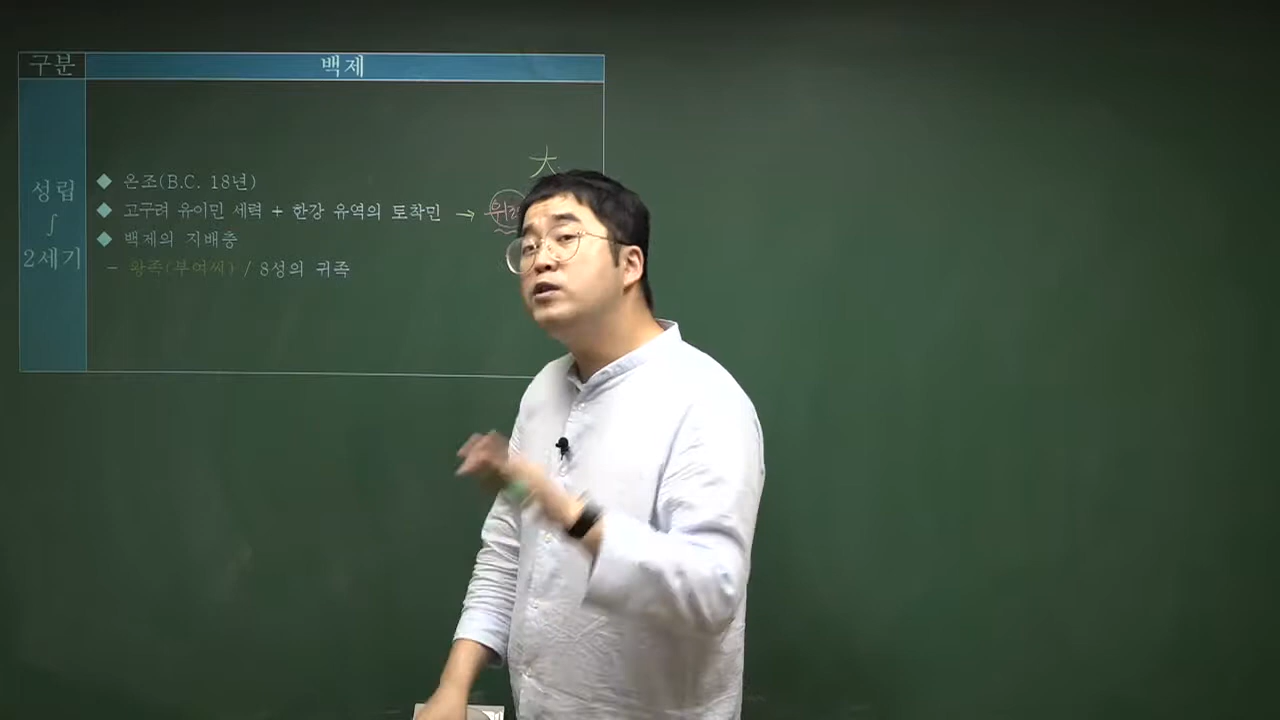 구분 백제
大
성립
∫
2세기
◆ 온조(B.C. 18년)
◆ 고구려 유이민 세력 + 한강 유역의 토착민 →
◆ 백제의 지배층
- 왕족(부여씨) / 8성의 귀족